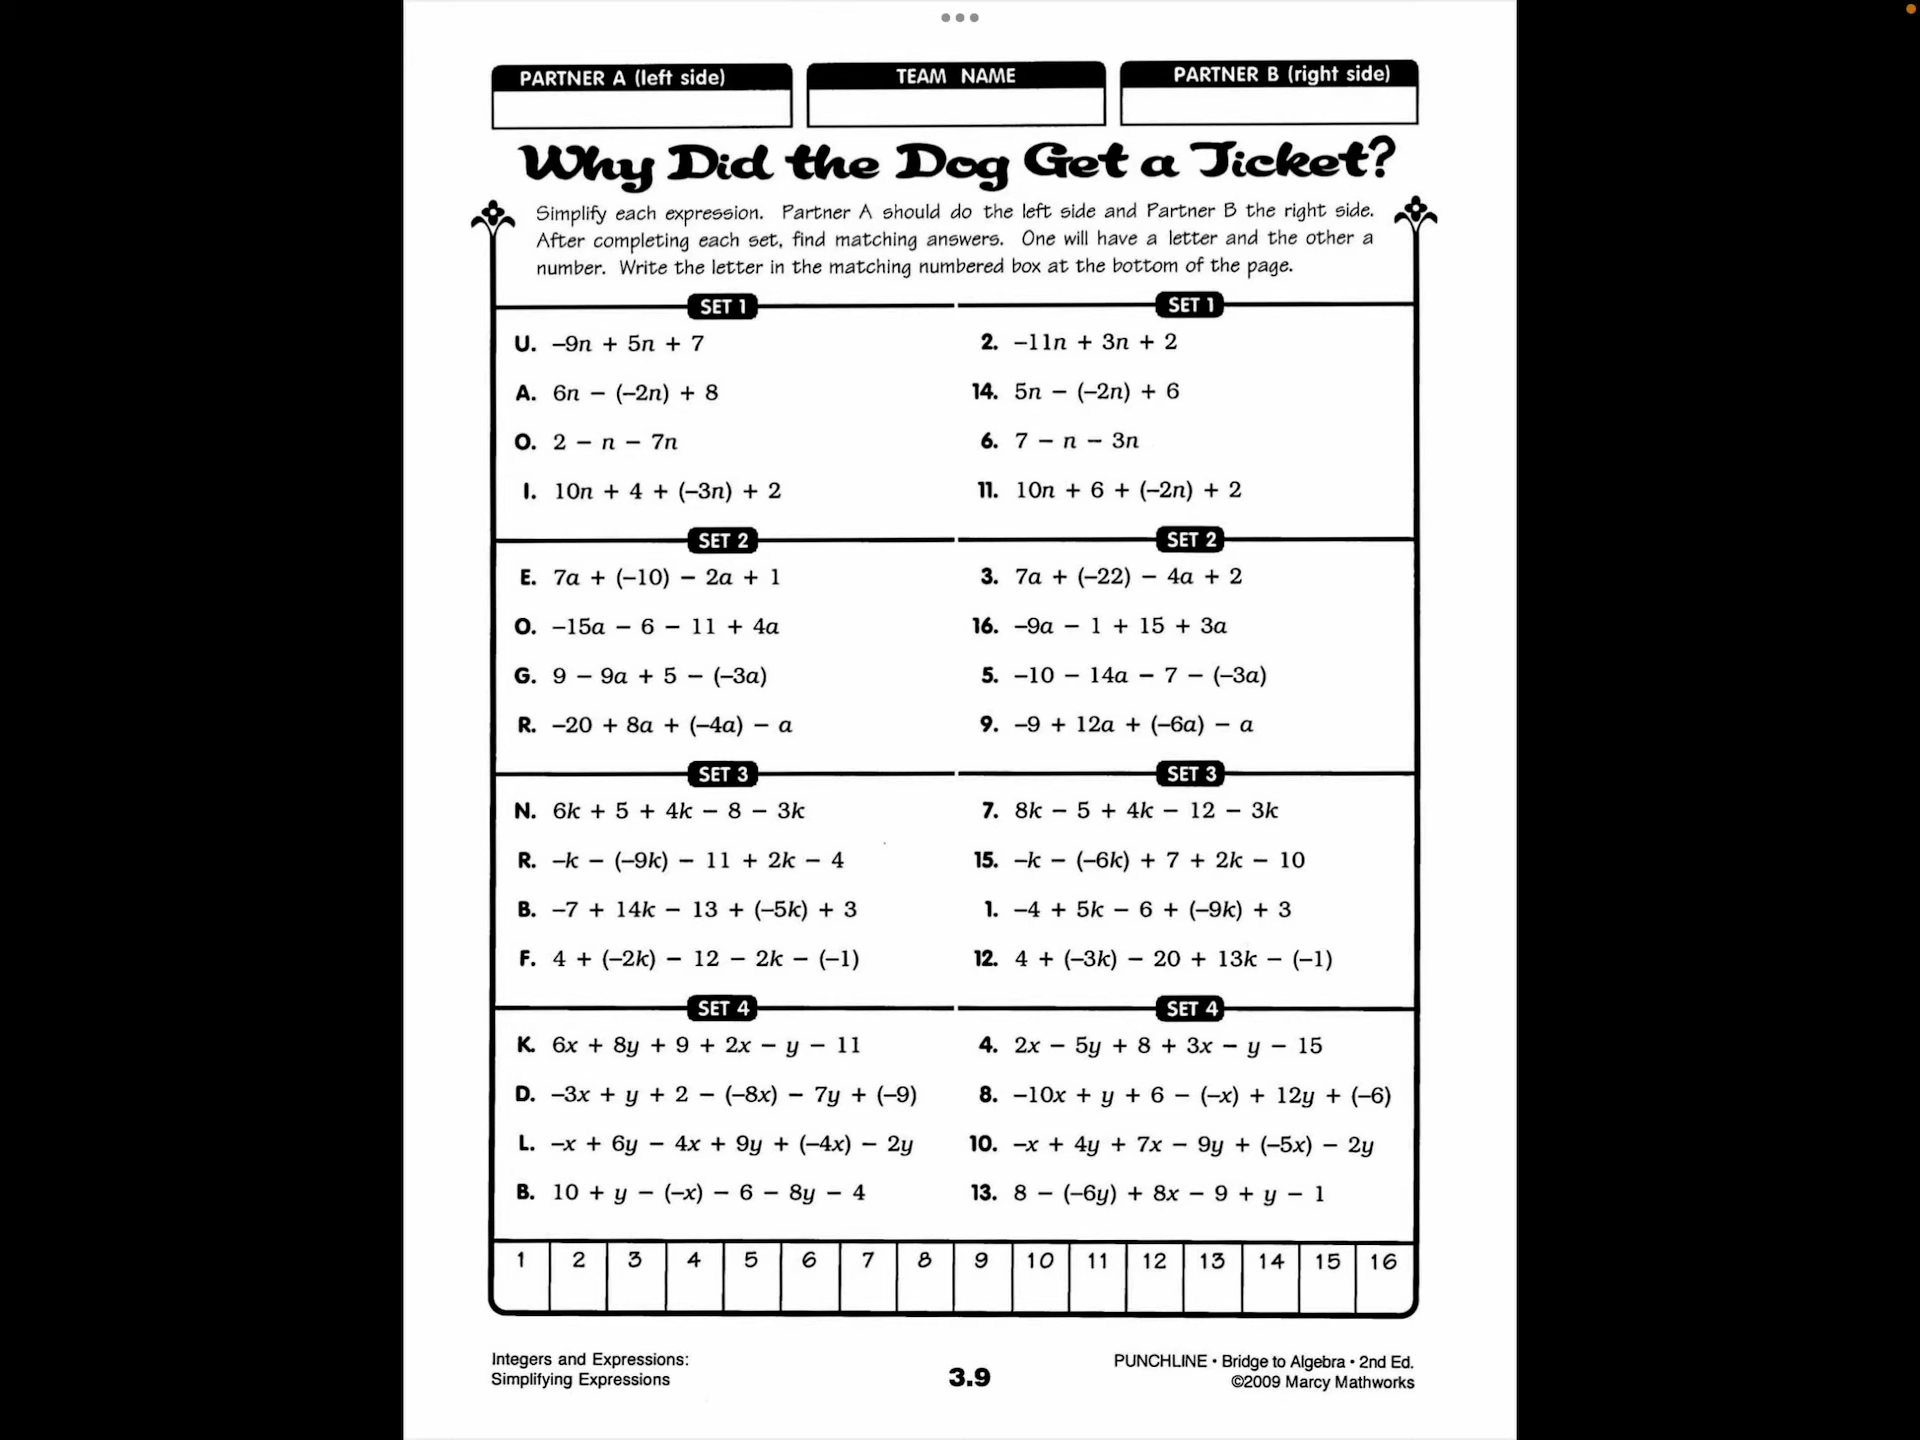 PARTNER A (left side)
TEAM NAME
PARTNER B (right side)
Why Did the Dog Get a Ticket?
Simplify each expression. Partner A should do the left side and Partner B the right side.
After completing each set, find matching answers. One will have a letter and the other a
number. Write the letter in the matching numbered box at the bottom of the page.
SET 1
U. –9n + 5n + 7
A. 6n – (–2n) + 8
O. 2 – n – 7n
I. 10n + 4 + (–3n) + 2
SET 1
2. –11n + 3n + 2
14. 5n – (–2n) + 6
6. 7 – n – 3n
11. 10n + 6 + (–2n) + 2
SET 2
E. 7a + (–10) – 2a + 1
O. –15a – 6 – 11 + 4a
G. 9 – 9a + 5 – (–3a)
R. –20 + 8a + (–4a) – a
SET 2
3. 7a + (–22) – 4a + 2
16. –9a – 1 + 15 + 3a
5. –10 – 14a – 7 – (–3a)
9. –9 + 12a + (–6a) – a
SET 3
N. 6k + 5 + 4k – 8 – 3k
R. –k – (–9k) – 11 + 2k – 4
B. –7 + 14k – 13 + (–5k) + 3
F. 4 + (–2k) – 12 – 2k – (–1)
SET 3
7. 8k – 5 + 4k – 12 – 3k
15. –k – (–6k) + 7 + 2k – 10
1. –4 + 5k – 6 + (–9k) + 3
12. 4 + (–3k) – 20 + 13k – (–1)
SET 4
K. 6x + 8y + 9 + 2x – y – 11
D. –3x + y + 2 – (–8x) – 7y + (–9)
L. –x + 6y – 4x + 9y + (–4x) – 2y
B. 10 + y – (–x) – 6 – 8y – 4
SET 4
4. 2x – 5y + 8 + 3x – y – 15
8. –10x + y + 6 – (–x) + 12y + (–6)
10. –x + 4y + 7x – 9y + (–5x) – 2y
13. 8 – (–6y) + 8x – 9 + y – 1
1 2 3 4 5 6 7 8 9 10 11 12 13 14 15 16
Integers and Expressions:
Simplifying Expressions
3.9
PUNCHLINE • Bridge to Algebra • 2nd Ed.
©2009 Marcy Mathworks